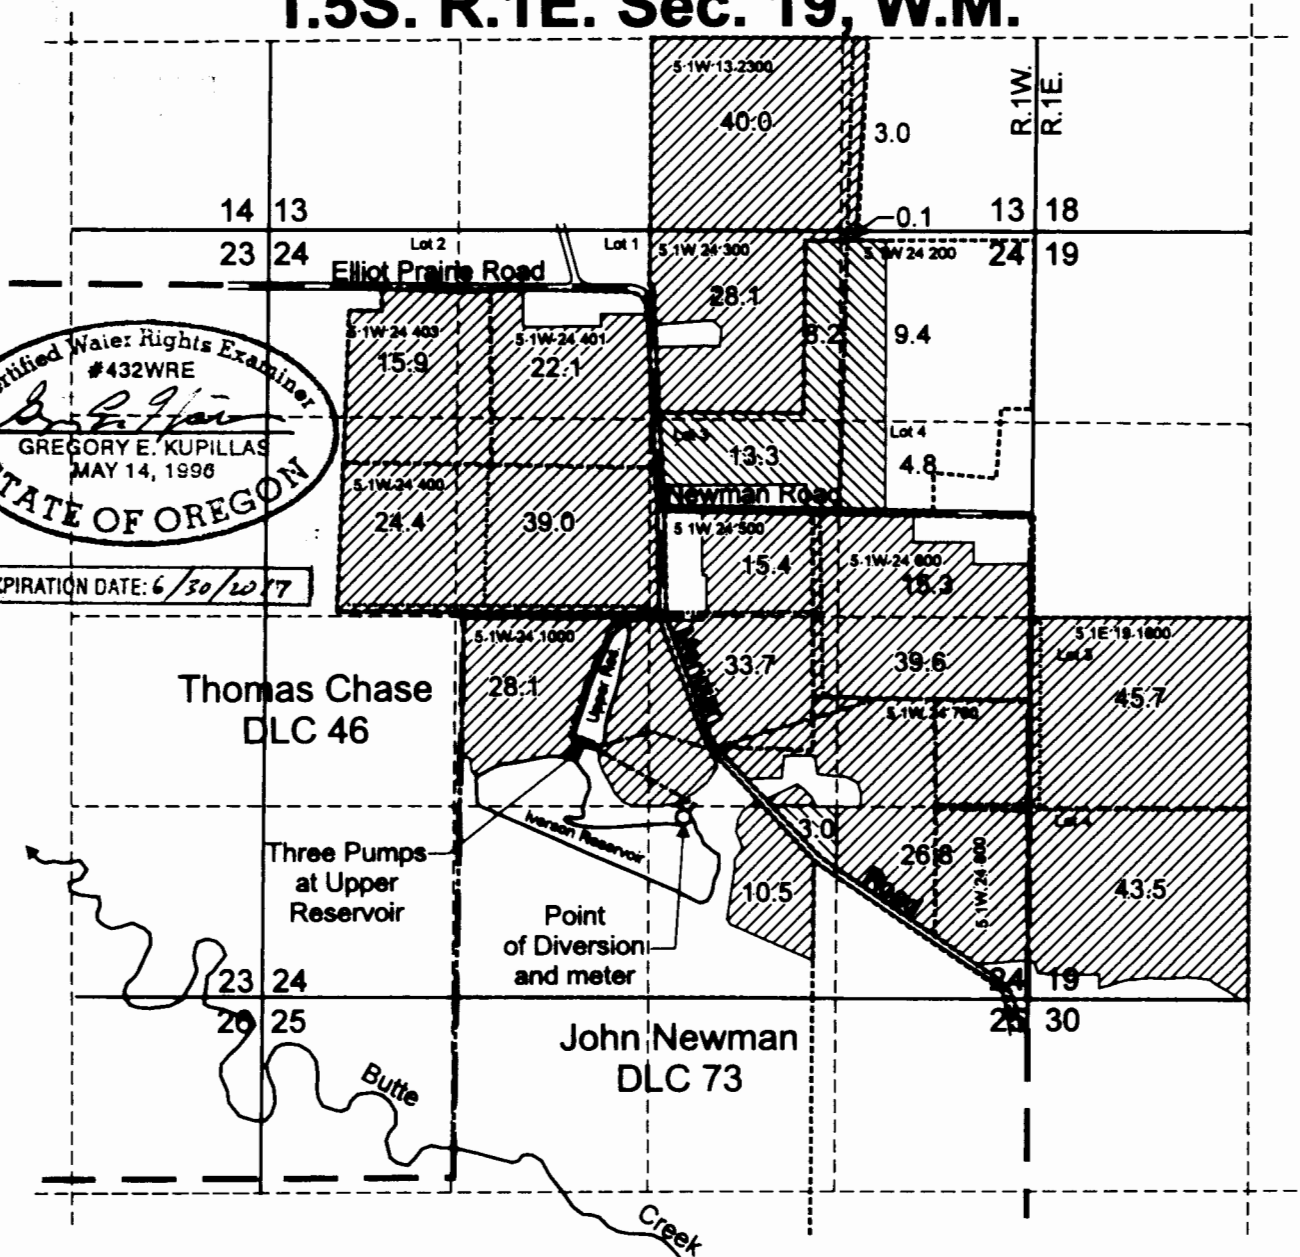 T.5S. R.1E. Sec. 19, W.M.
5 1W 13 2300
40.0
3.0
R.1W.
R.1E.
0.1
14 13
13 18
23 24
24 19
Lot 2
Lot 1
Elliot Prairie Road
5 1W 24 300
28.1
5 1W 24 200
8.2
9.4
5 1W 24 403
15.9
5 1W 24 401
22.1
Certified Water Rights Examiner
#432WRE
GREGORY E. KUPILLAS
MAY 14, 1996
STATE OF OREGON
EXPIRATION DATE: 6/30/2017
Lot 3
13.3
Lot 4
4.8
Newman Road
5 1W 24 400
24.4
39.0
5 1W 24 500
15.4
5 1W 24 600
15.3
5 1W 24 1000
28.1
Upper Res.
33.7
39.6
5 1E 19 1800
45.7
5 1W 24 700
Thomas Chase
DLC 46
Iverson Reservoir
3.0
26.8
5 1W 24 800
Lot 4
43.5
10.5
Road
Three Pumps
at Upper
Reservoir
Point
of Diversion
and meter
23 24
24 19
26 25
25 30
John Newman
DLC 73
Butte
Creek